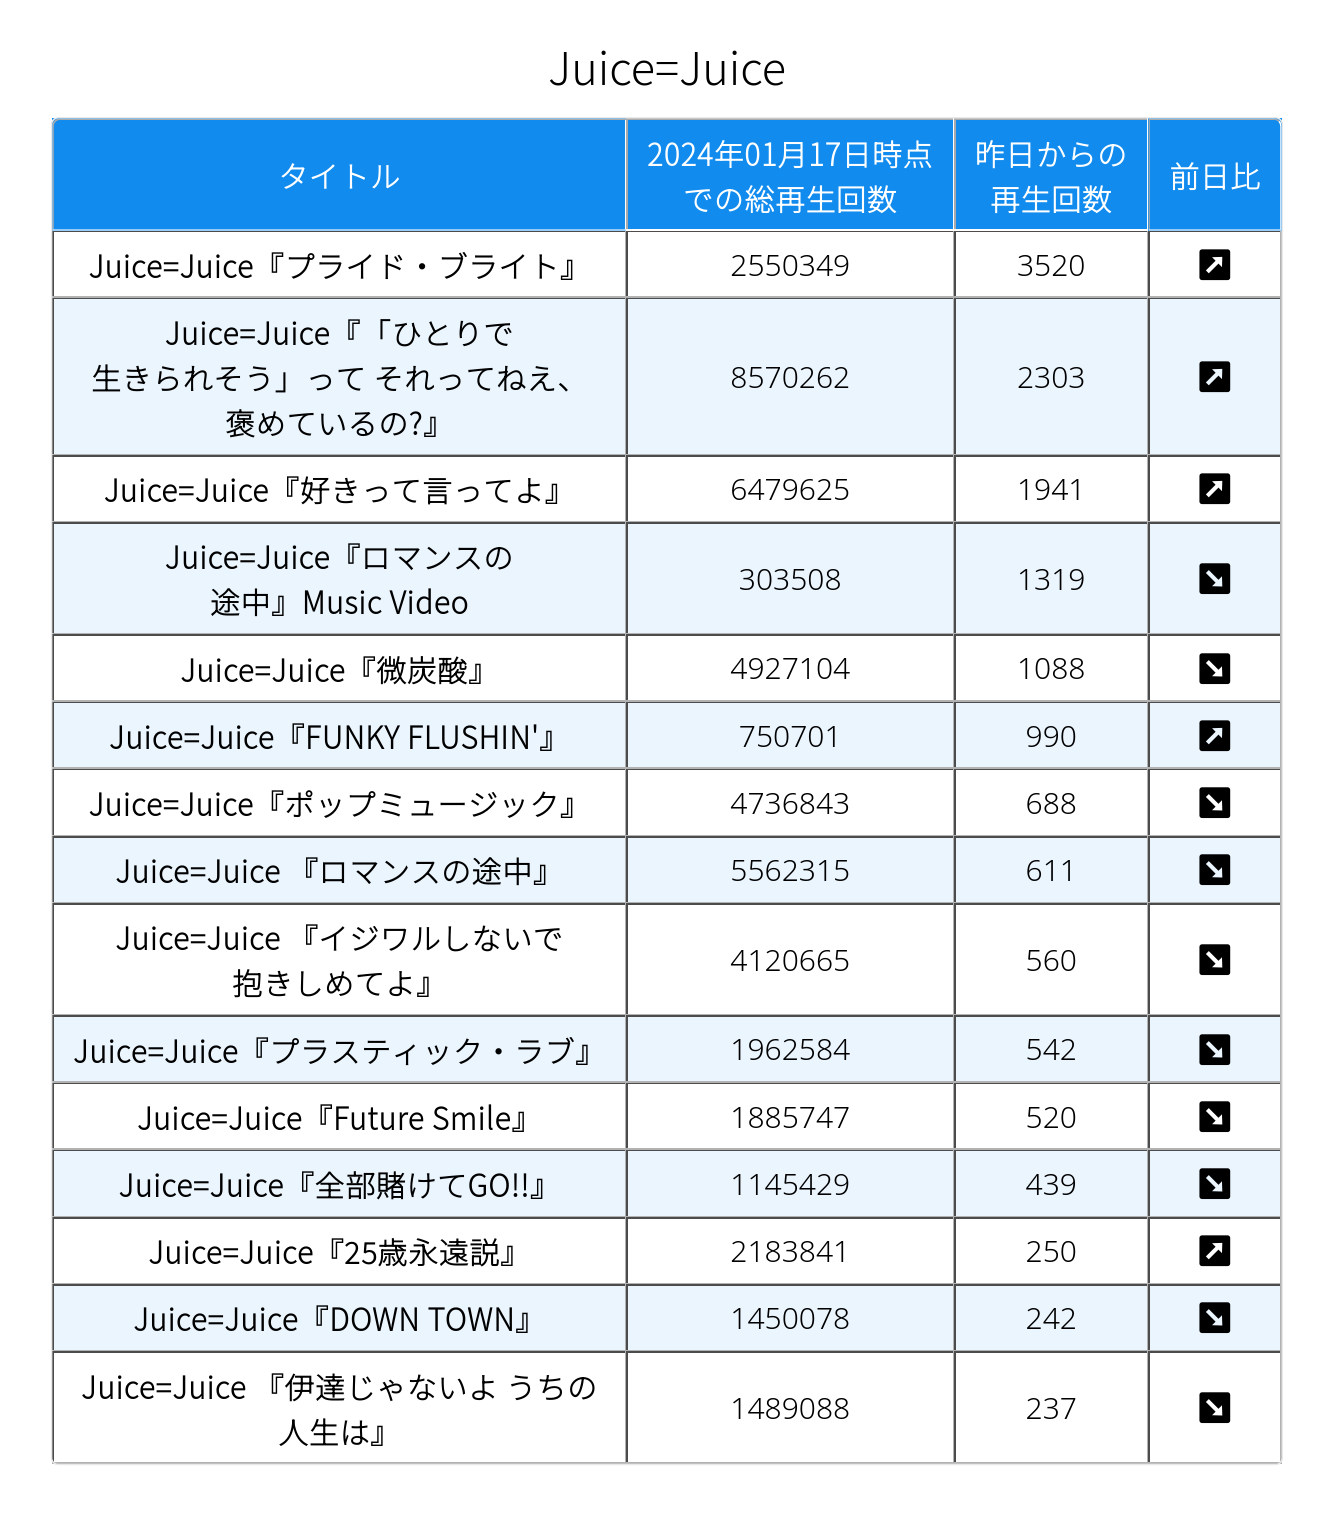 Juice=Juice
タイトル
2024年01月17日時点
での総再生回数
昨日からの
再生回数
前日比
Juice=Juice『プライド・ブライト』
2550349
3520
Juice=Juice『「ひとりで
生きられそう」って それってねえ、
褒めているの?』
8570262
2303
Juice=Juice『好きって言ってよ』
6479625
1941
Juice=Juice『ロマンスの
途中』Music Video
303508
1319
Juice=Juice『微炭酸』
4927104
1088
Juice=Juice『FUNKY FLUSHIN'』
750701
990
Juice=Juice『ポップミュージック』
4736843
688
Juice=Juice 『ロマンスの途中』
5562315
611
Juice=Juice 『イジワルしないで
抱きしめてよ』
4120665
560
Juice=Juice『プラスティック・ラブ』
1962584
542
Juice=Juice『Future Smile』
1885747
520
Juice=Juice『全部賭けてGO!!』
1145429
439
Juice=Juice『25歳永遠説』
2183841
250
Juice=Juice『DOWN TOWN』
1450078
242
Juice=Juice 『伊達じゃないよ うちの
人生は』
1489088
237